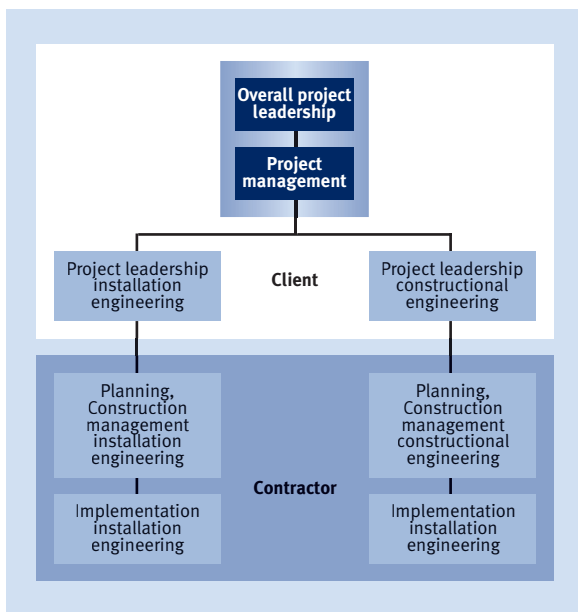 Overall project
leadership
Project
management
Project leadership
installation
engineering
Client
Project leadership
constructional
engineering
Planning,
Construction
management
installation
engineering
Planning,
Construction
management
constructional
engineering
Contractor
Implementation
installation
engineering
Implementation
installation
engineering